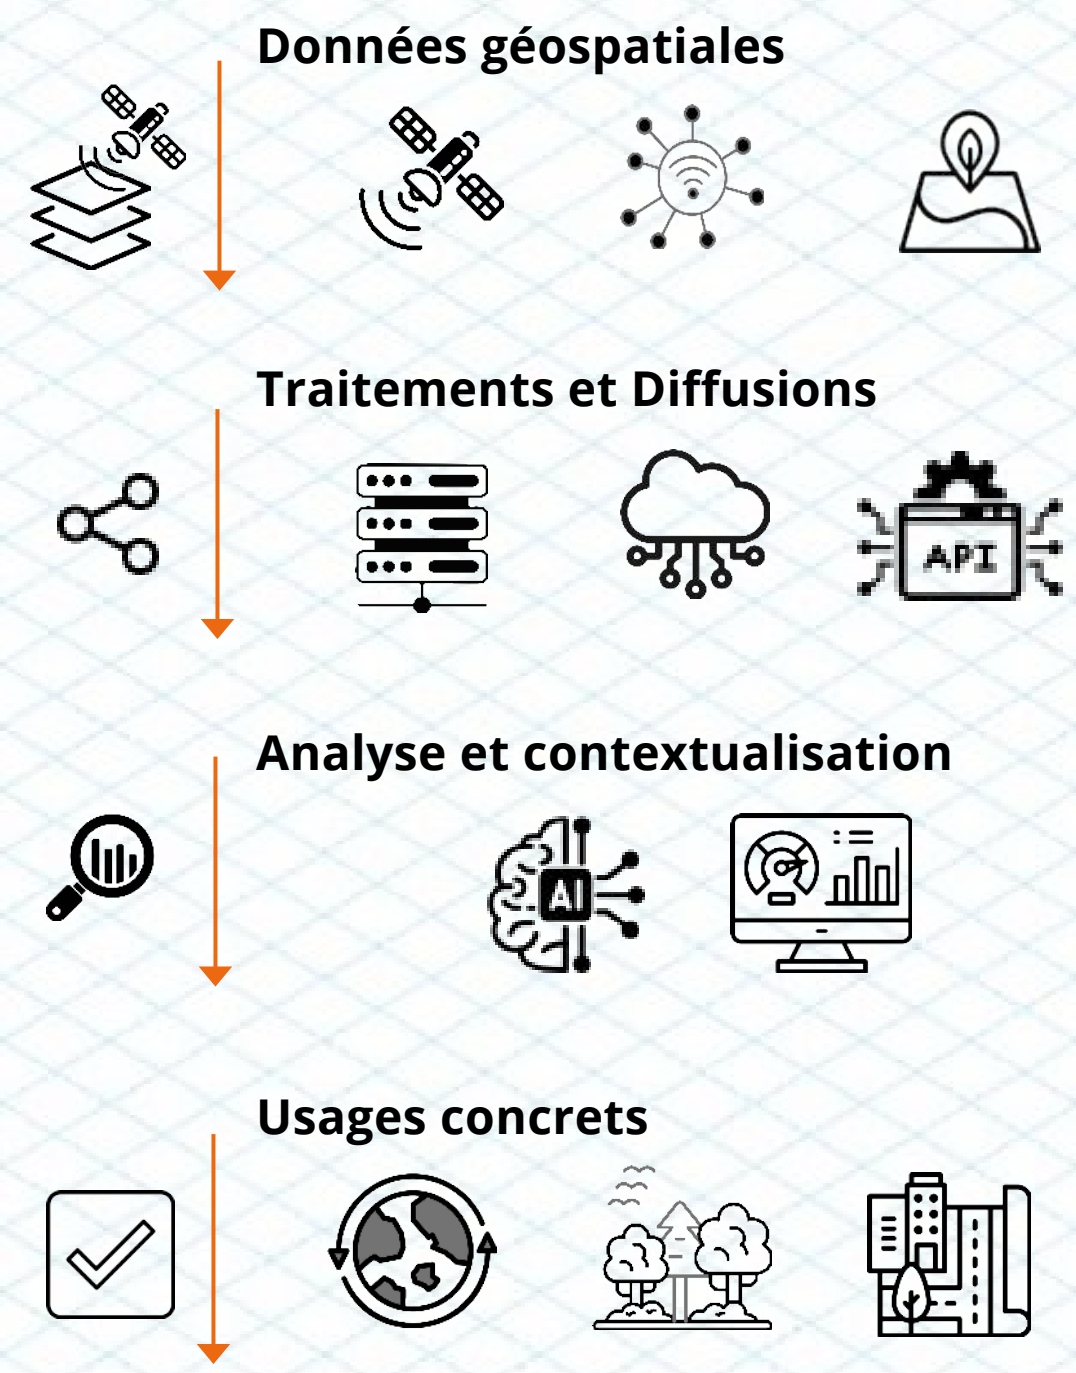 Données géospatiales
Traitements et Diffusions
API
Analyse et contextualisation
AI
Usages concrets